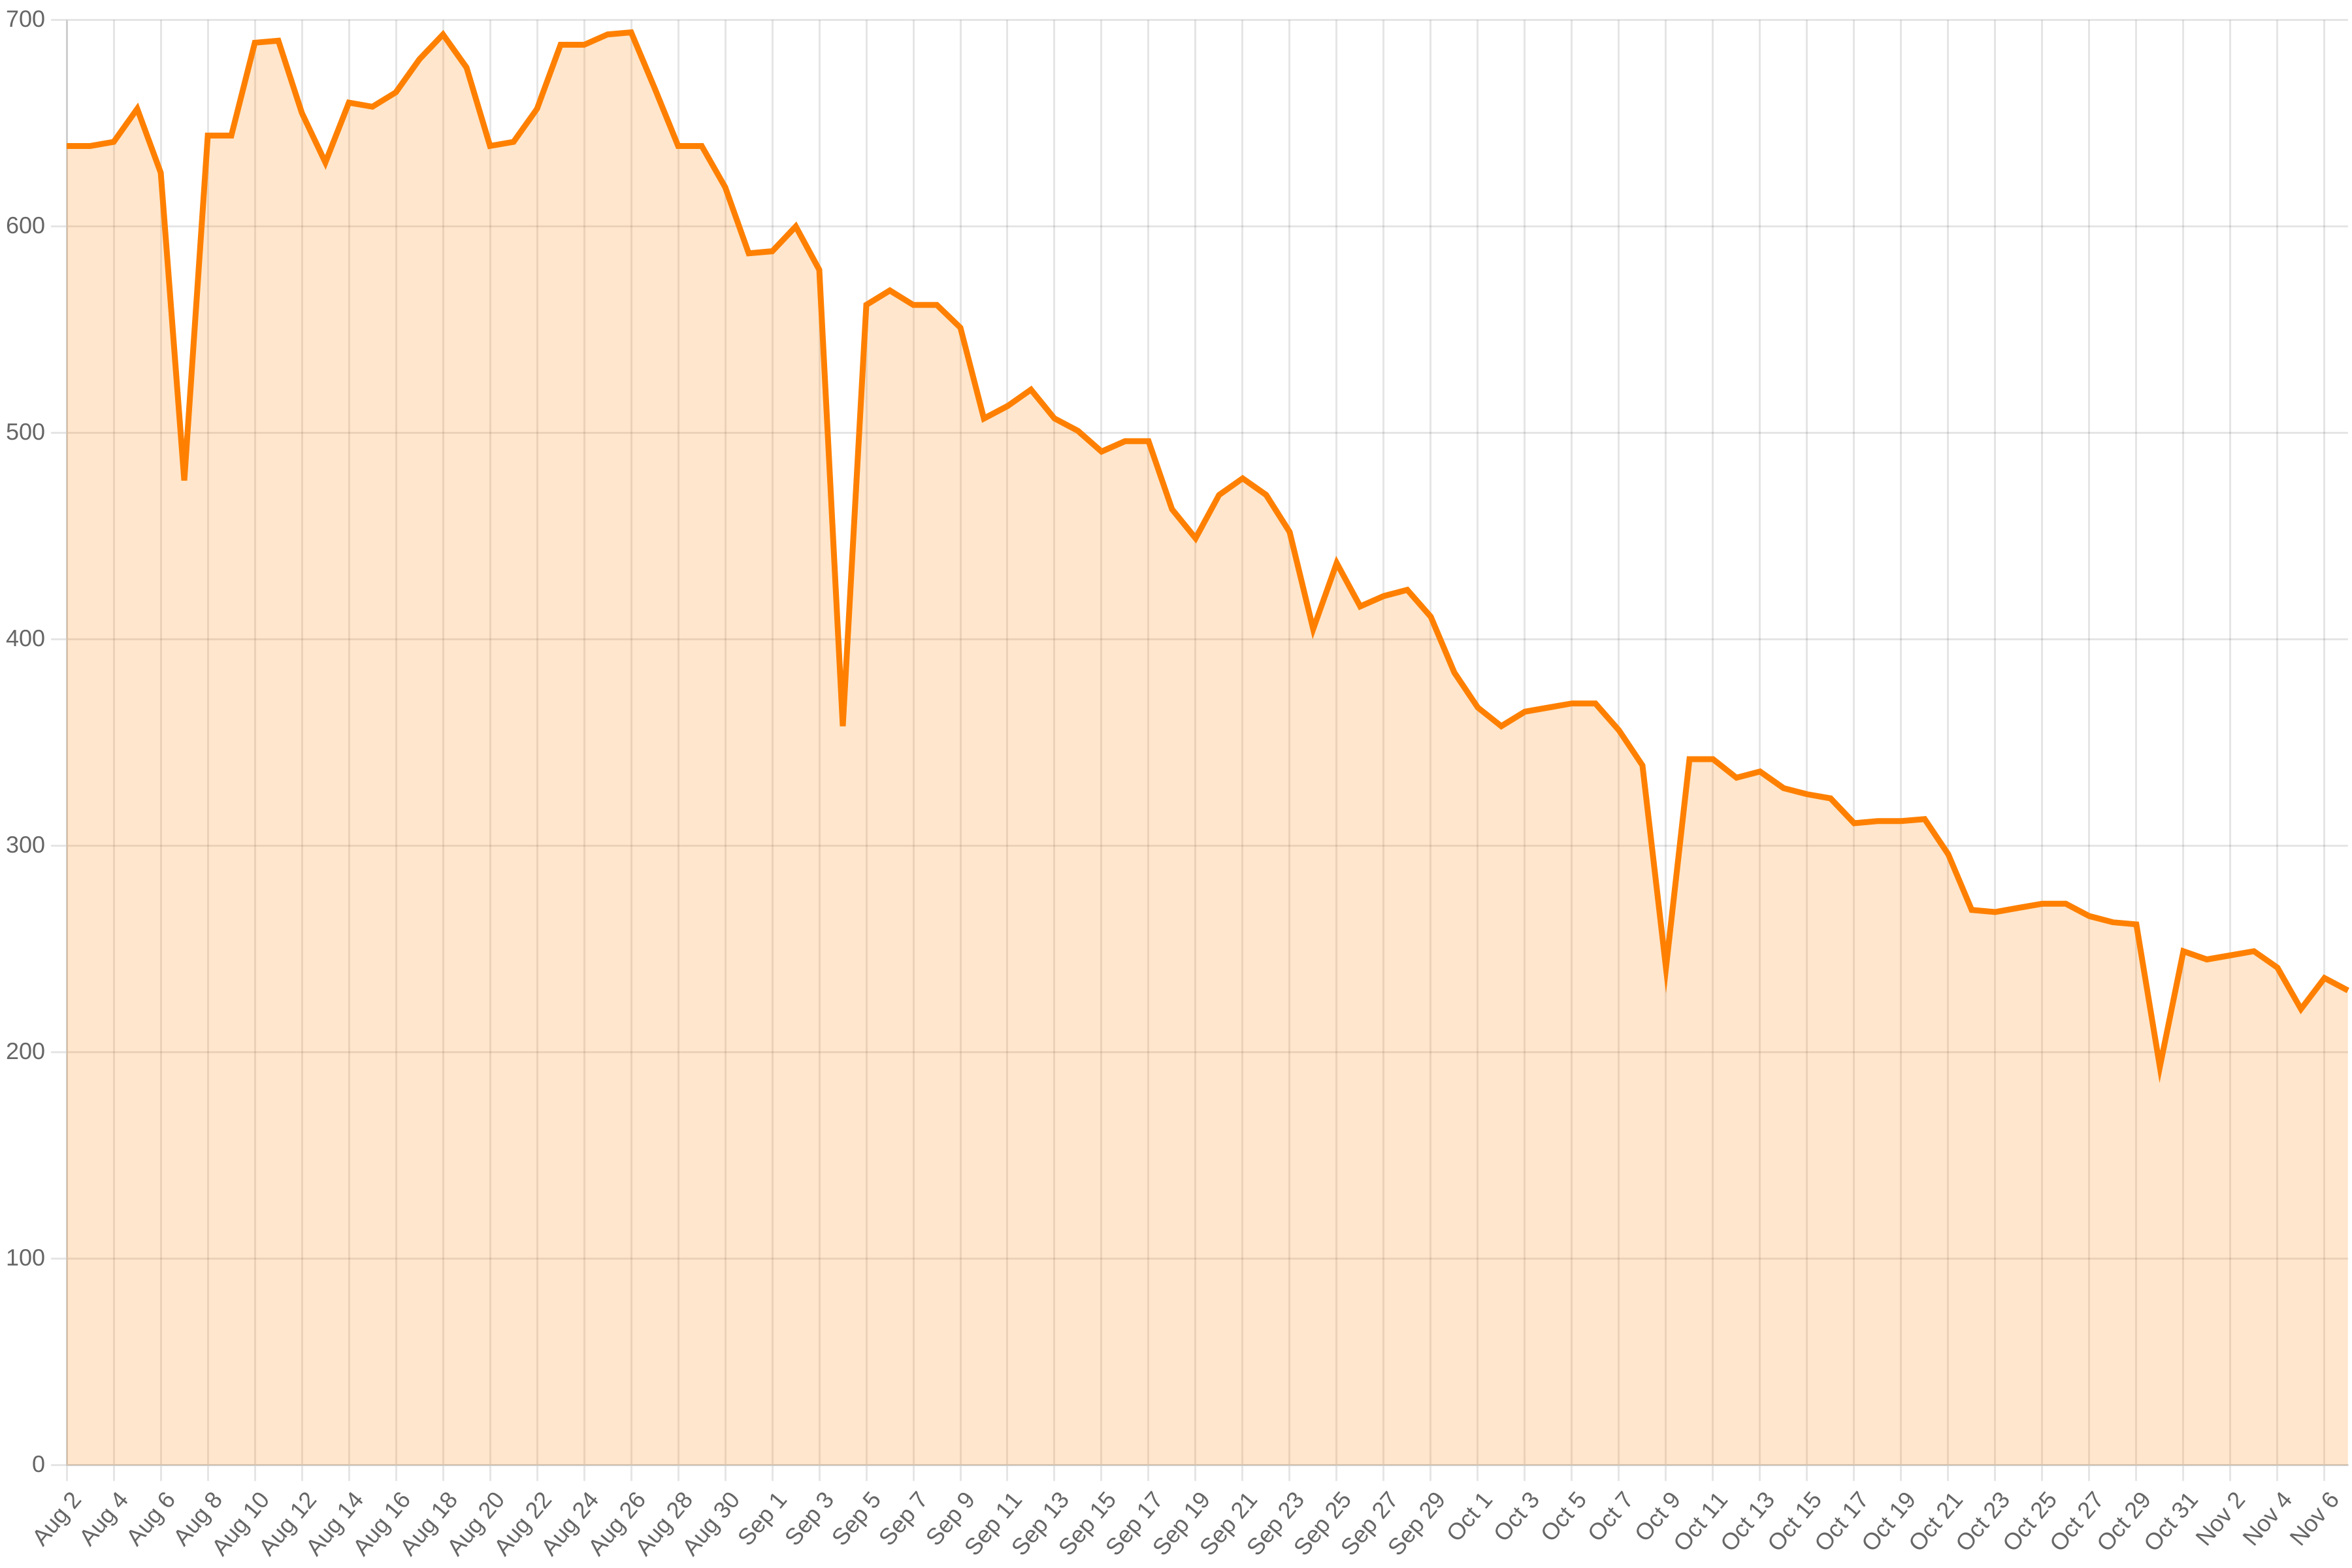 700
600
500
400
300
200
100
0
Aug 2
Aug 4
Aug 6
Aug 8
Aug 10
Aug 12
Aug 14
Aug 16
Aug 18
Aug 20
Aug 22
Aug 24
Aug 26
Aug 28
Aug 30
Sep 1
Sep 3
Sep 5
Sep 7
Sep 9
Sep 11
Sep 13
Sep 15
Sep 17
Sep 19
Sep 21
Sep 23
Sep 25
Sep 27
Sep 29
Oct 1
Oct 3
Oct 5
Oct 7
Oct 9
Oct 11
Oct 13
Oct 15
Oct 17
Oct 19
Oct 21
Oct 23
Oct 25
Oct 27
Oct 29
Oct 31
Nov 2
Nov 4
Nov 6